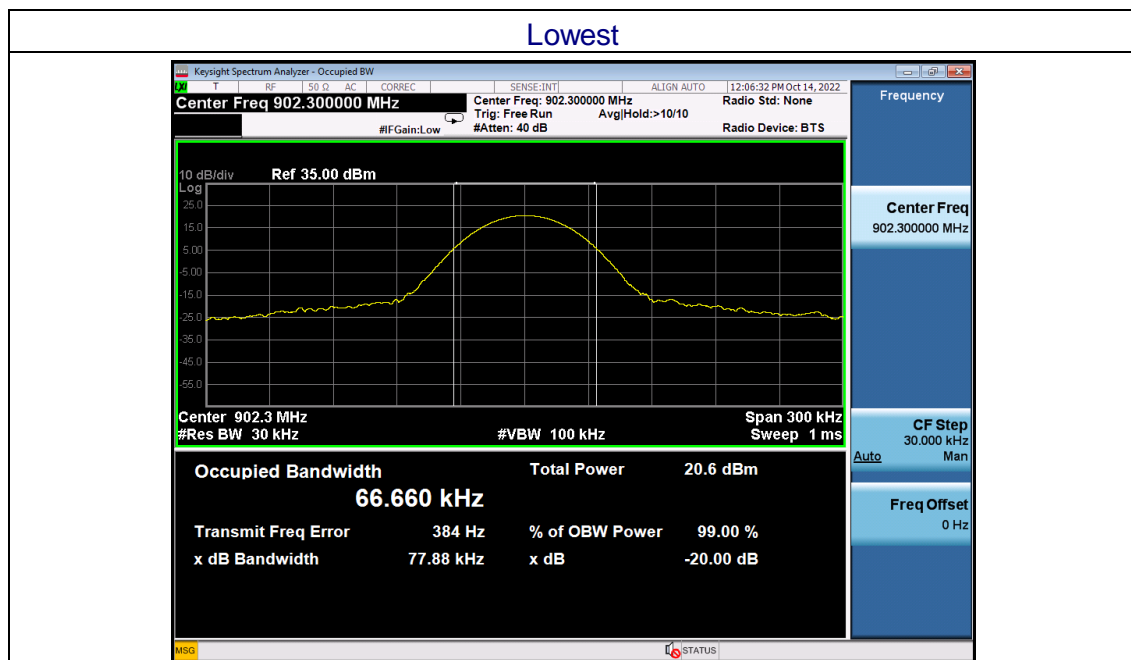 Lowest
Keysight Spectrum Analyzer - Occupied BW
LXI T RF 50 Ω AC CORREC SENSE:INT ALIGN AUTO 12:06:32 PM Oct 14, 2022
Center Freq 902.300000 MHz
Center Freq: 902.300000 MHz Radio Std: None
Trig: Free Run Avg|Hold:>10/10
#IFGain:Low #Atten: 40 dB Radio Device: BTS
Frequency
10 dB/div Ref 35.00 dBm
Log
25.0
15.0
5.00
-5.00
-15.0
-25.0
-35.0
-45.0
-55.0
Center 902.3 MHz Span 300 kHz
#Res BW 30 kHz #VBW 100 kHz Sweep 1 ms
Center Freq
902.300000 MHz
CF Step
30.000 kHz
Auto Man
Freq Offset
0 Hz
Occupied Bandwidth Total Power 20.6 dBm
66.660 kHz
Transmit Freq Error 384 Hz % of OBW Power 99.00 %
x dB Bandwidth 77.88 kHz x dB -20.00 dB
MSG STATUS